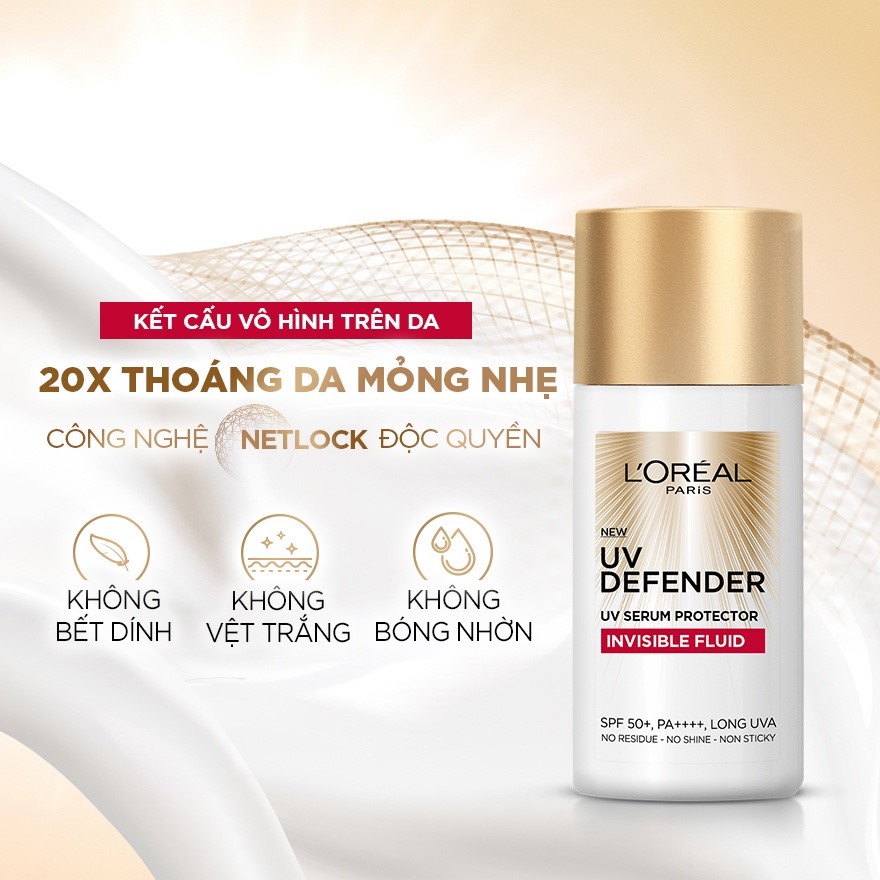 KẾT CẤU VÔ HÌNH TRÊN DA
20X THOÁNG DA MỎNG NHẸ
CÔNG NGHỆ NETLOCK ĐỘC QUYỀN
KHÔNG
BẾT DÍNH
KHÔNG
VỆT TRẮNG
KHÔNG
BÓNG NHỜN
L'ORÉAL
PARiS
NEW
UV
DEFENDER
UV SERUM PROTECTOR
INVISIBLE FLUID
SPF 50+, PA++++, LONG UVA
NO RESIDUE - NO SHINE - NON STICKY